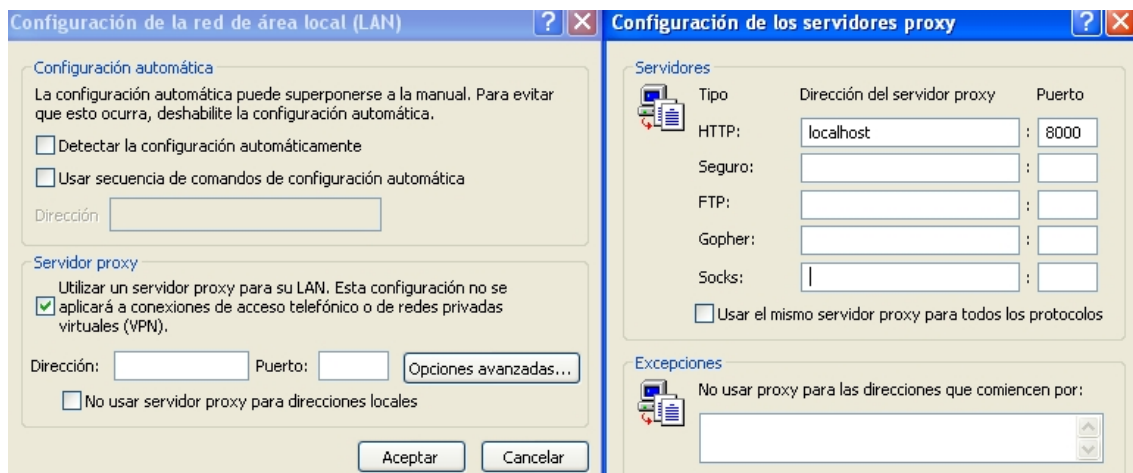 Configuración de la red de área local (LAN)
Configuración automática
La configuración automática puede superponerse a la manual. Para evitar
que esto ocurra, deshabilite la configuración automática.
Detectar la configuración automáticamente
Usar secuencia de comandos de configuración automática
Dirección
Servidor proxy
Utilizar un servidor proxy para su LAN. Esta configuración no se
aplicará a conexiones de acceso telefónico o de redes privadas
virtuales (VPN).
Dirección: Puerto: Opciones avanzadas...
No usar servidor proxy para direcciones locales
Aceptar Cancelar
Configuración de los servidores proxy
Servidores
Tipo Dirección del servidor proxy Puerto
HTTP: localhost : 8000
Seguro: :
FTP: :
Gopher: :
Socks: :
Usar el mismo servidor proxy para todos los protocolos
Excepciones
No usar proxy para las direcciones que comiencen por: